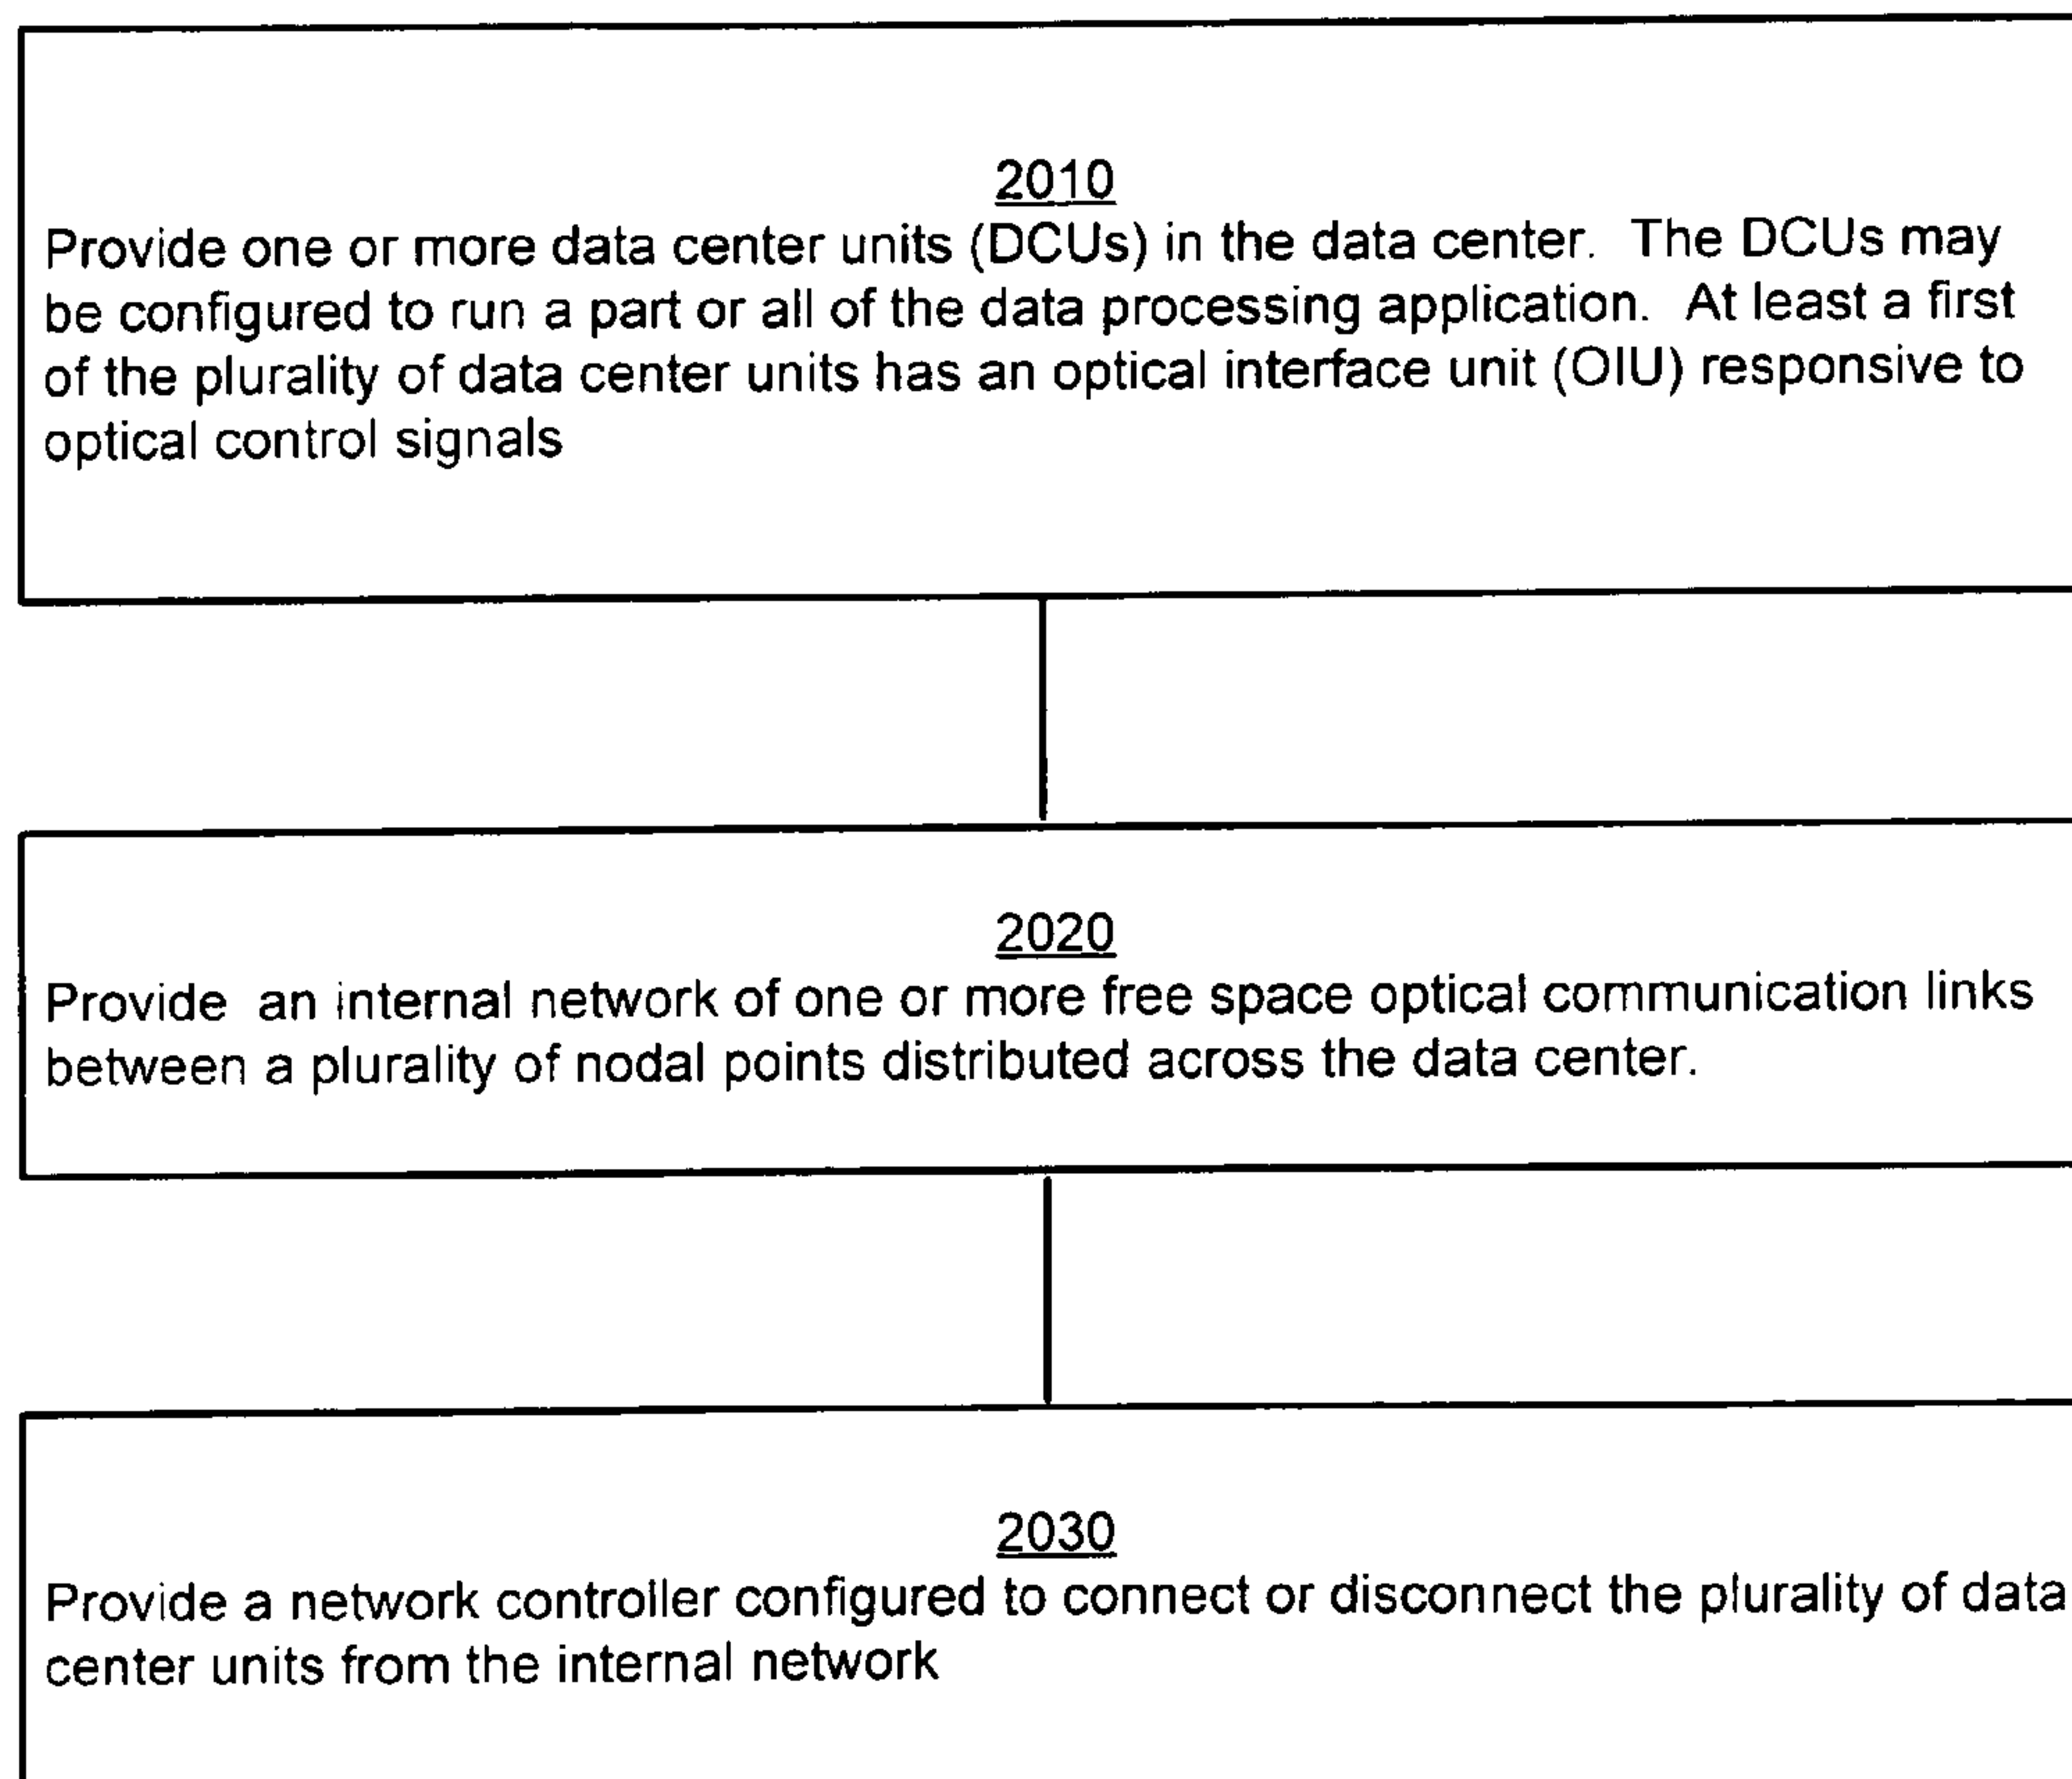 2010
Provide one or more data center units (DCUs) in the data center. The DCUs may
be configured to run a part or all of the data processing application. At least a first
of the plurality of data center units has an optical interface unit (OIU) responsive to
optical control signals
2020
Provide an internal network of one or more free space optical communication links
between a plurality of nodal points distributed across the data center.
2030
Provide a network controller configured to connect or disconnect the plurality of data
center units from the internal network